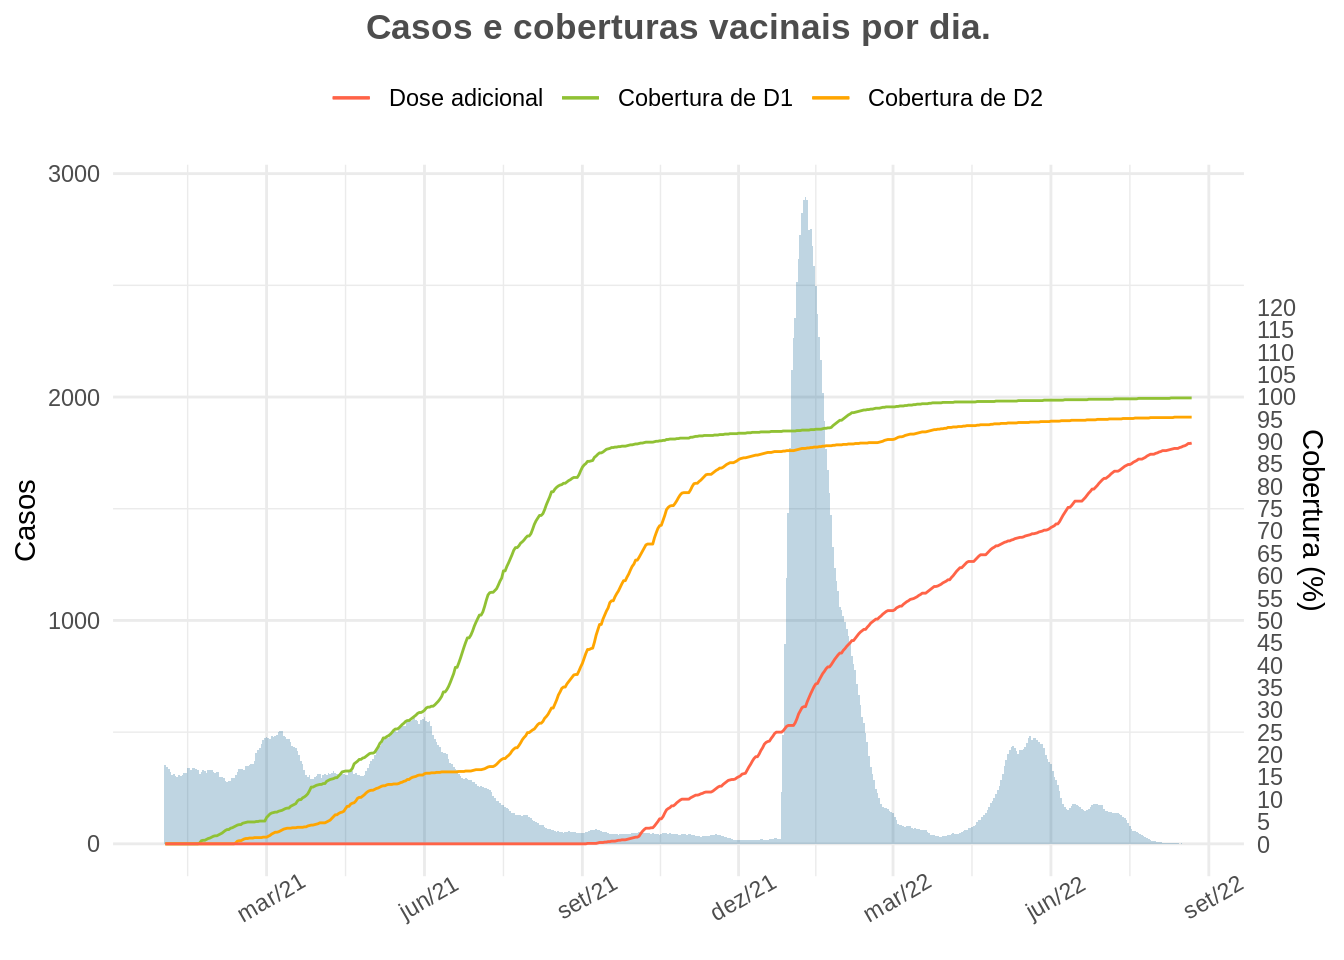 Casos e coberturas vacinais por dia.
Dose adicional
Cobertura de D1
Cobertura de D2
3000
2000
1000
0
Casos
120
115
110
105
100
95
90
85
80
75
70
65
60
55
50
45
40
35
30
25
20
15
10
5
0
Cobertura (%)
mar/21
jun/21
set/21
dez/21
mar/22
jun/22
set/22